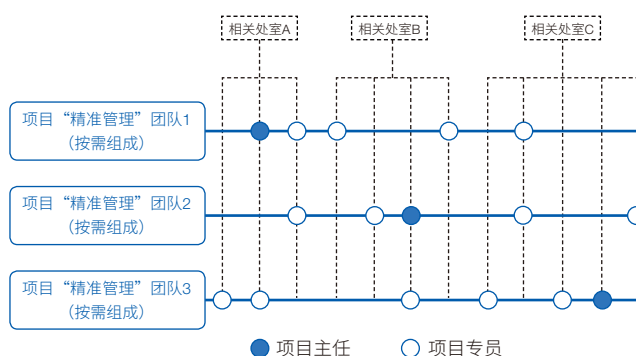 相关处室A
相关处室B
相关处室C
项目“精准管理”团队1
（按需组成）
项目“精准管理”团队2
（按需组成）
项目“精准管理”团队3
（按需组成）
项目主任
项目专员